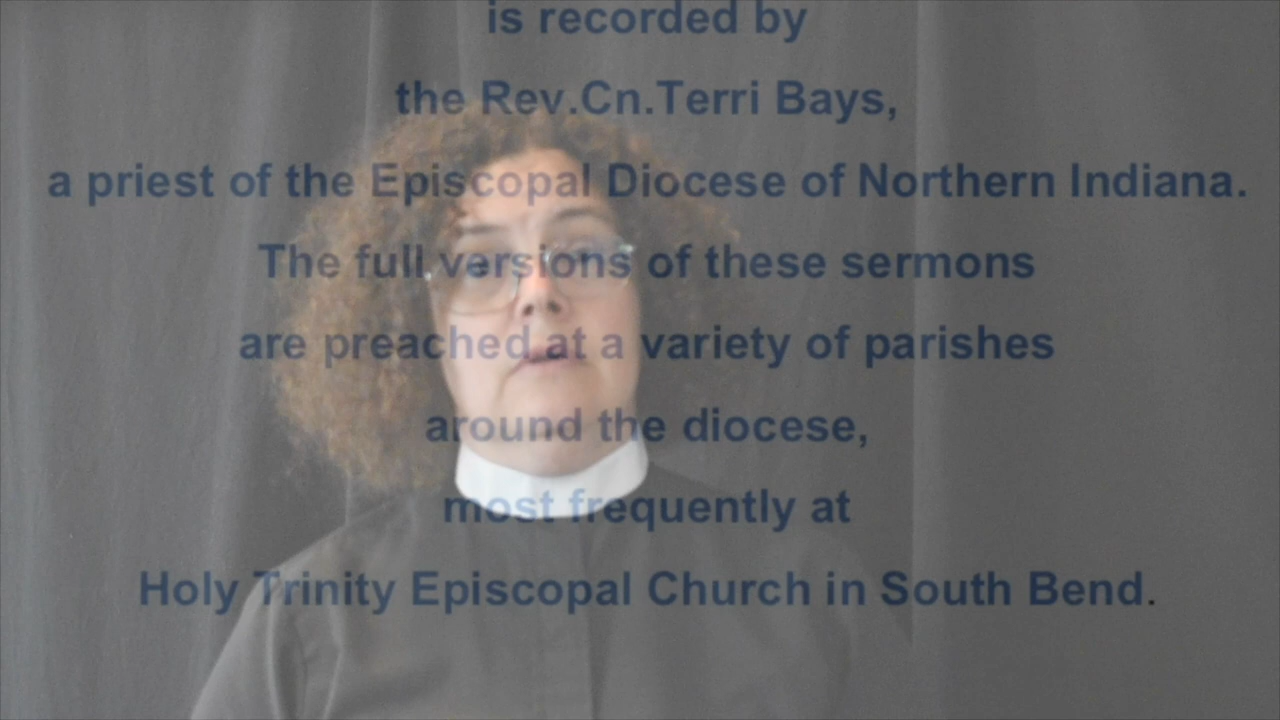 is recorded by
the Rev.Cn.Terri Bays,
a priest of the Episcopal Diocese of Northern Indiana.
The full versions of these sermons
are preached at a variety of parishes
around the diocese,
most frequently at
Holy Trinity Episcopal Church in South Bend.